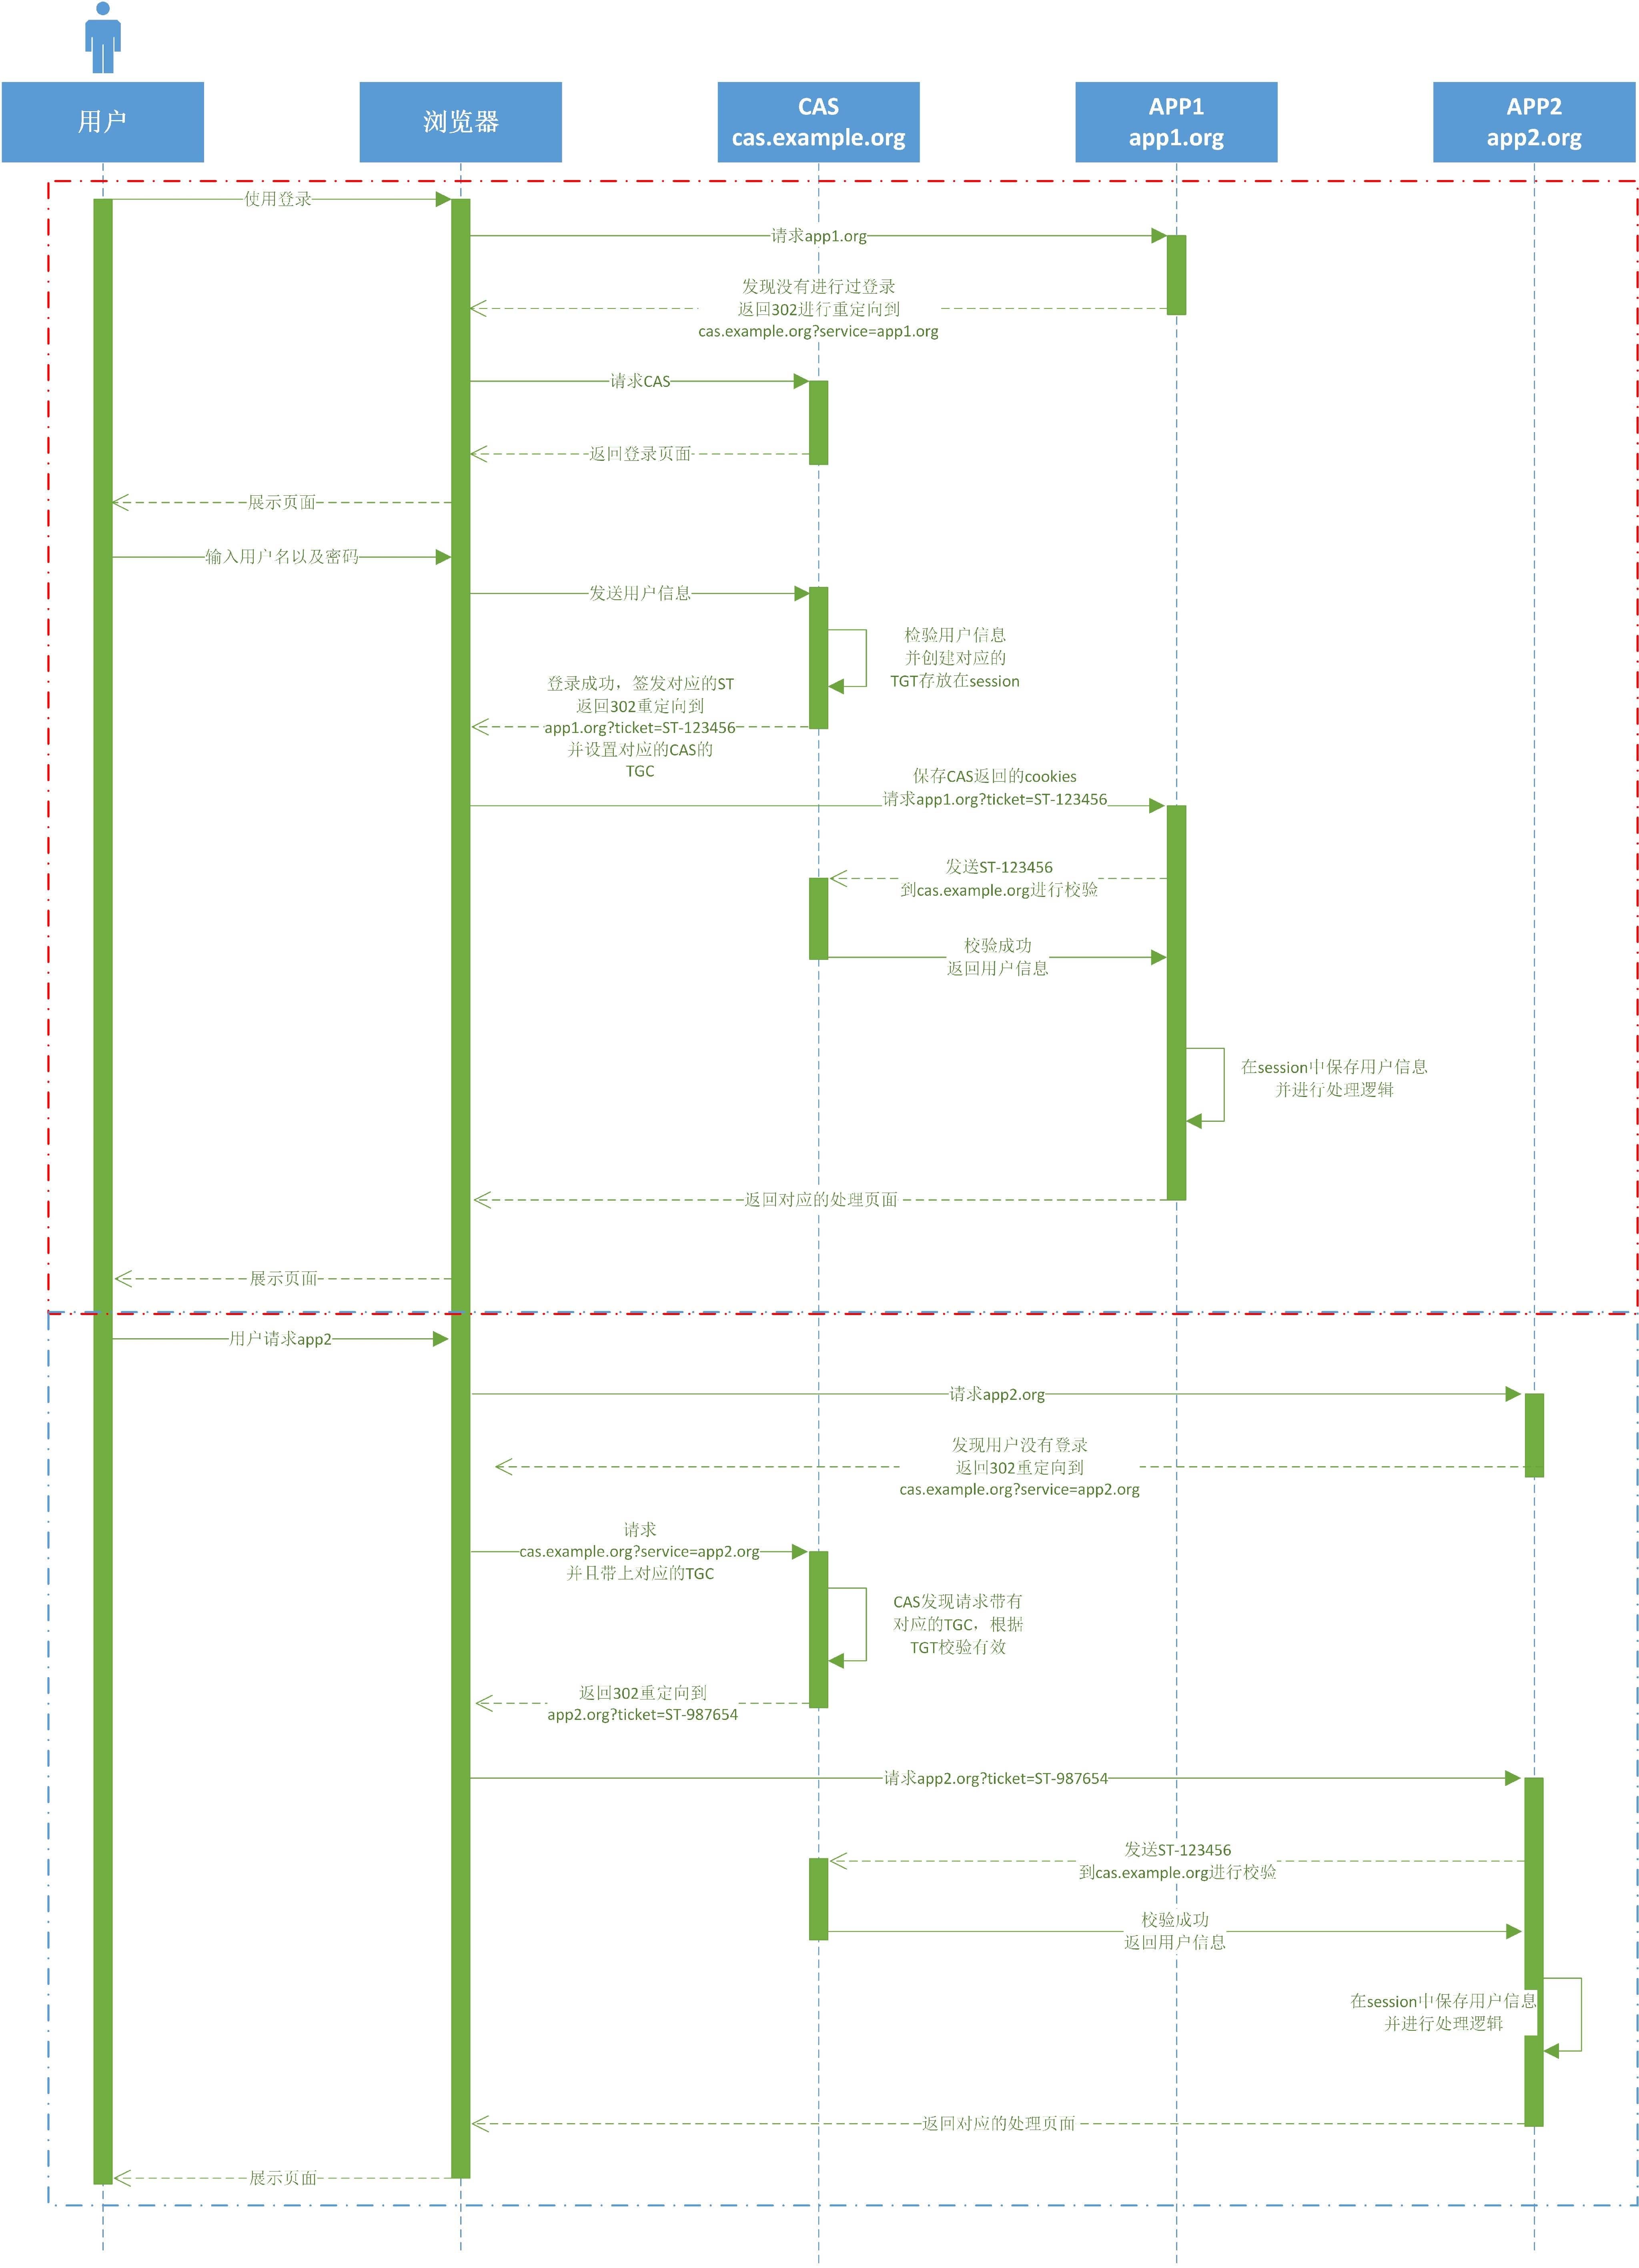 用户
浏览器
CAS
cas.example.org
APP1
app1.org
APP2
app2.org
使用登录
请求app1.org
发现没有进行过登录
返回302进行重定向到
cas.example.org?service=app1.org
请求CAS
返回登录页面
展示页面
输入用户名以及密码
发送用户信息
检验用户信息
并创建对应的
TGT存放在session
登录成功，签发对应的ST
返回302重定向到
app1.org?ticket=ST-123456
并设置对应的CAS的
TGC
保存CAS返回的cookies
请求app1.org?ticket=ST-123456
发送ST-123456
到cas.example.org进行校验
校验成功
返回用户信息
在session中保存用户信息
并进行处理逻辑
返回对应的处理页面
展示页面
用户请求app2
请求app2.org
发现用户没有登录
返回302重定向到
cas.example.org?service=app2.org
请求
cas.example.org?service=app2.org
并且带上对应的TGC
CAS发现请求带有
对应的TGC，根据
TGT校验有效
返回302重定向到
app2.org?ticket=ST-987654
请求app2.org?ticket=ST-987654
发送ST-123456
到cas.example.org进行校验
校验成功
返回用户信息
在session中保存用户信息
并进行处理逻辑
返回对应的处理页面
展示页面